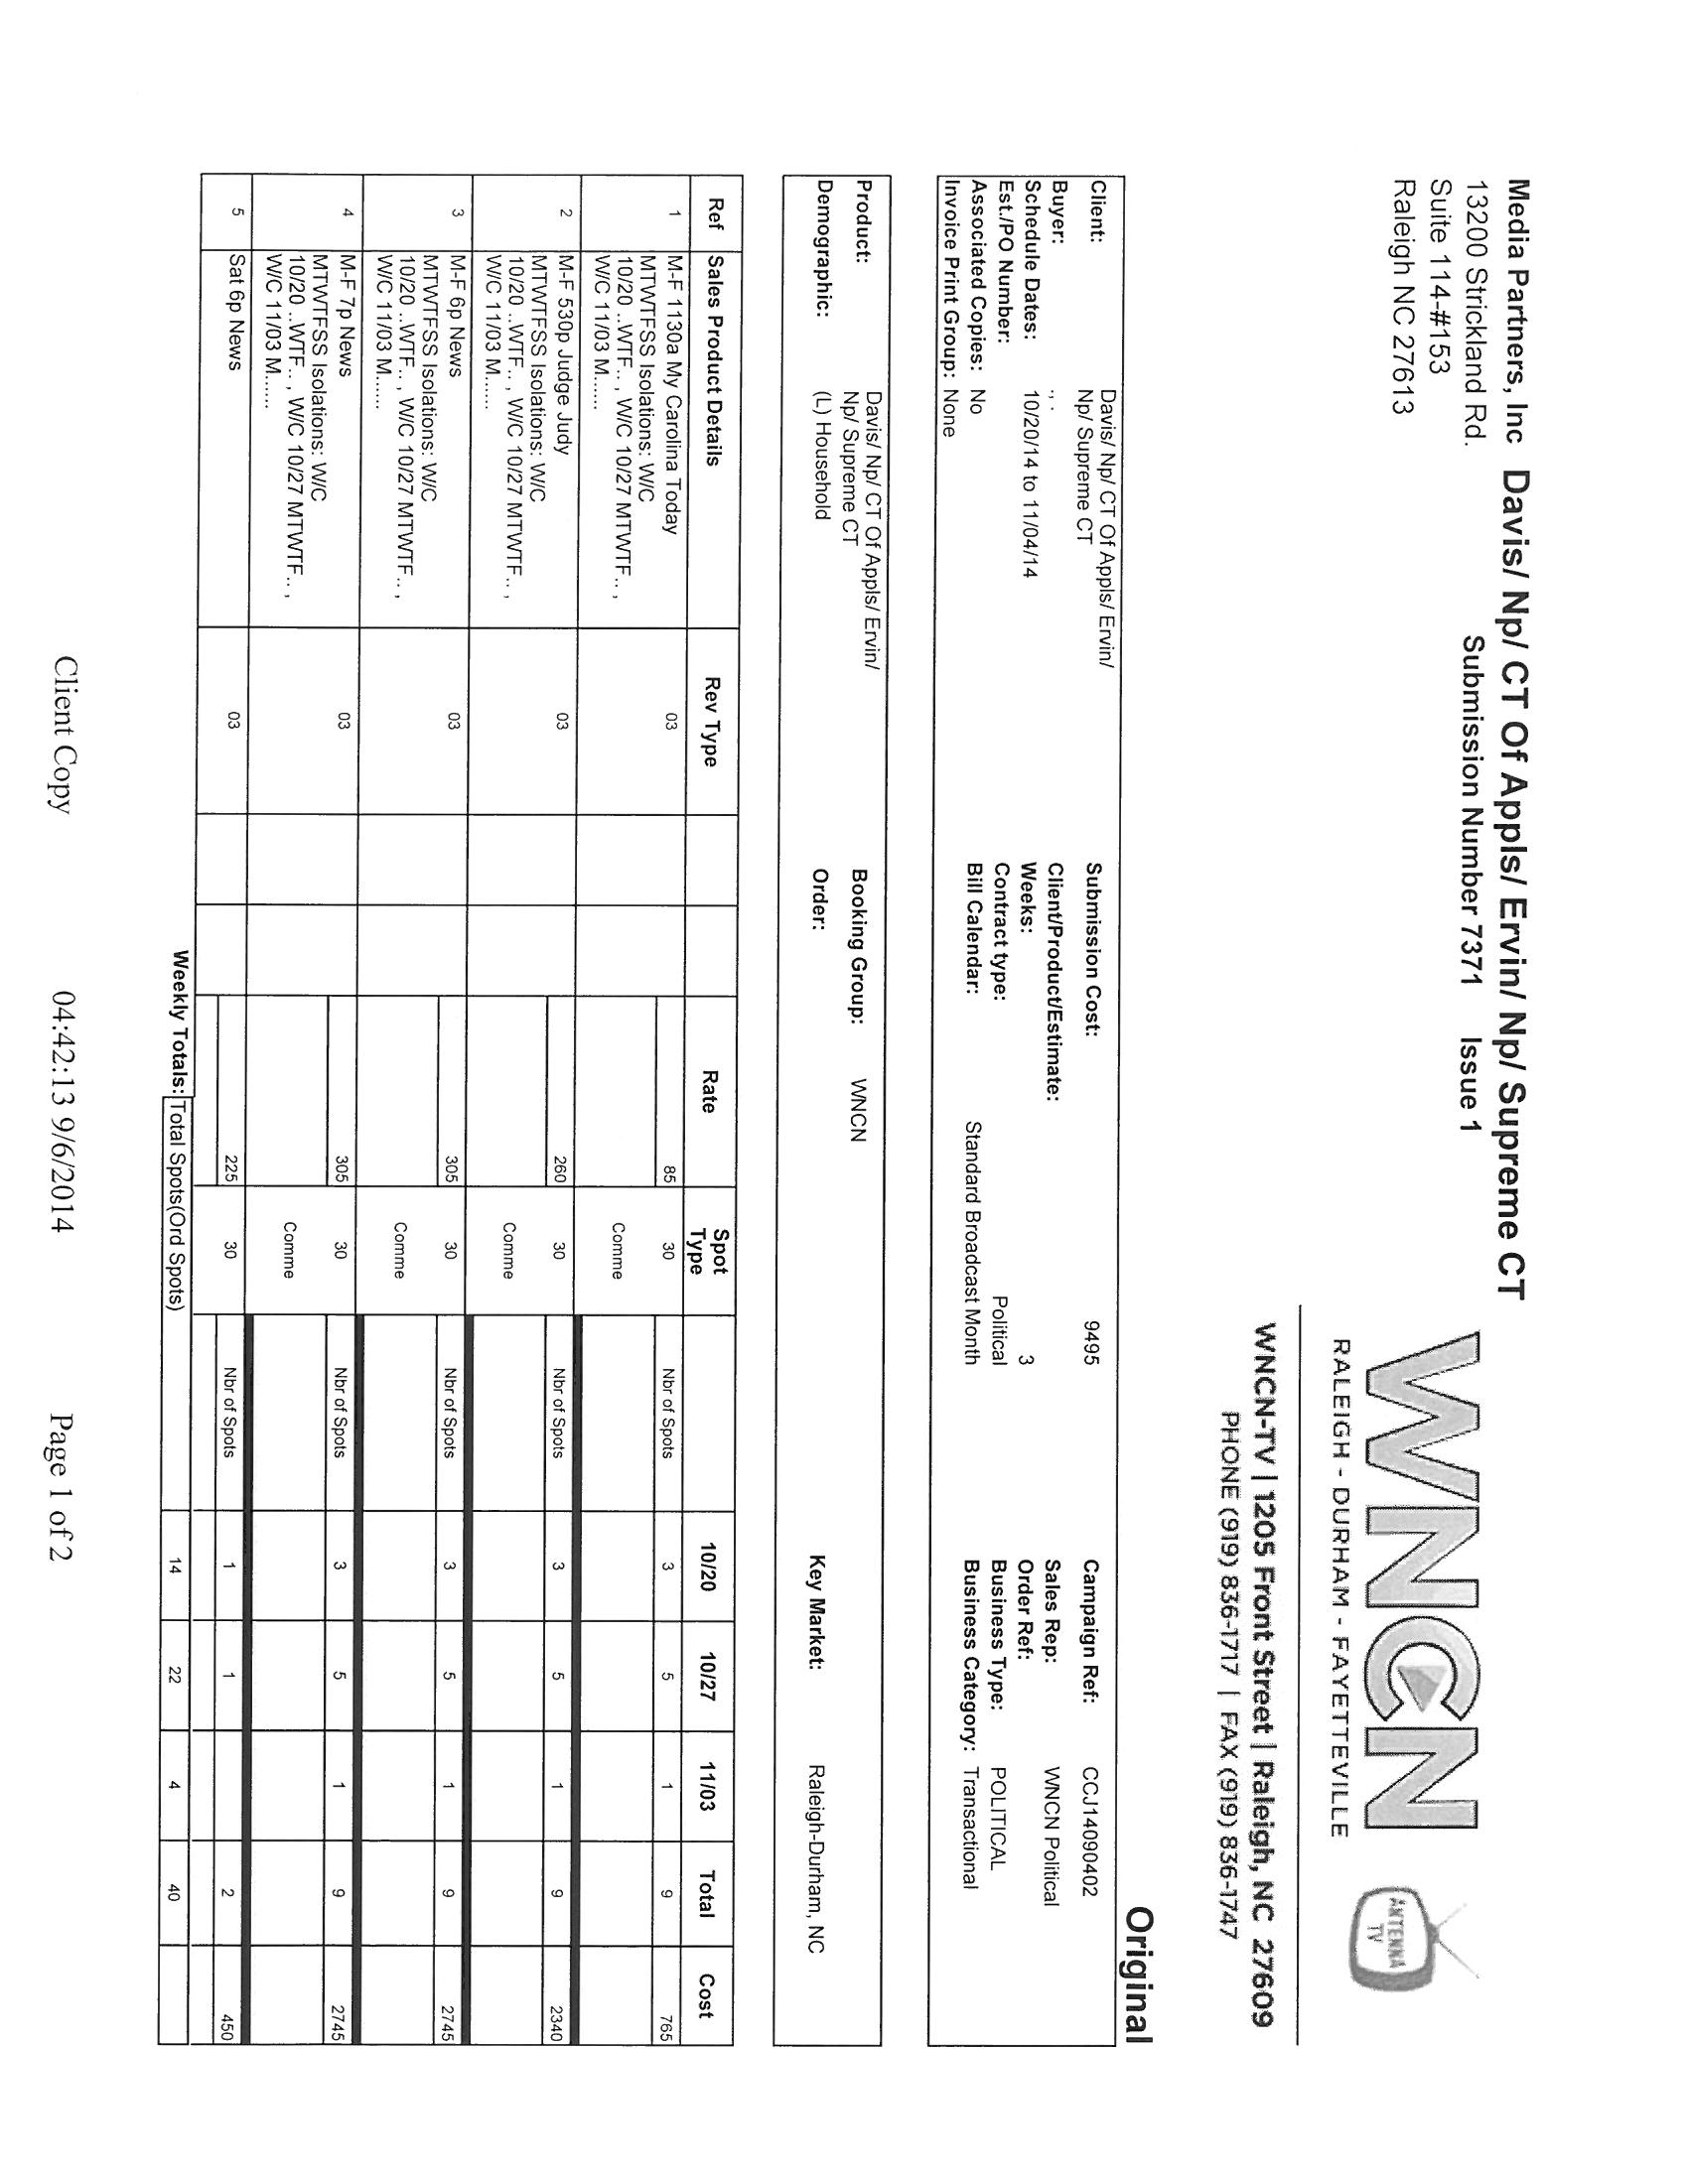 Media Partners, Inc
13200 Strickland Rd.
Suite 114-#153
Raleigh NC 27613
Davis/ Np/ CT Of Appls/ Ervin/ Np/ Supreme CT
Submission Number 7371 Issue 1
WNCN
RALEIGH - DURHAM - FAYETTEVILLE
ANTENNA
TV
WNCN-TV | 1205 Front Street | Raleigh, NC 27609
PHONE (919) 836-1717 | FAX (919) 836-1747
Original
Client: Davis/ Np/ CT Of Appls/ Ervin/
Np/ Supreme CT
Buyer: ., .
Schedule Dates: 10/20/14 to 11/04/14
Est./PO Number:
Associated Copies: No
Invoice Print Group: None
Submission Cost: 9495
Client/Product/Estimate:
Weeks: 3
Contract type: Political
Bill Calendar: Standard Broadcast Month
Campaign Ref: CCJ14090402
Sales Rep: WNCN Political
Order Ref:
Business Type: POLITICAL
Business Category: Transactional
Product: Davis/ Np/ CT Of Appls/ Ervin/
Np/ Supreme CT
Demographic: (L) Household
Booking Group: WNCN
Order:
Key Market: Raleigh-Durham, NC
Ref Sales Product Details Rev Type Rate Spot Type 10/20 10/27 11/03 Total Cost
1 M-F 1130a My Carolina Today 03 85 30 Nbr of Spots 3 5 1 9 765
MTWTFSS Isolations: W/C Comme
10/20 ..WTF.. , W/C 10/27 MTWTF.. ,
W/C 11/03 M......
2 M-F 530p Judge Judy 03 260 30 Nbr of Spots 3 5 1 9 2340
MTWTFSS Isolations: W/C Comme
10/20 ..WTF.. , W/C 10/27 MTWTF.. ,
W/C 11/03 M......
3 M-F 6p News 03 305 30 Nbr of Spots 3 5 1 9 2745
MTWTFSS Isolations: W/C Comme
10/20 ..WTF.. , W/C 10/27 MTWTF.. ,
W/C 11/03 M......
4 M-F 7p News 03 305 30 Nbr of Spots 3 5 1 9 2745
MTWTFSS Isolations: W/C Comme
10/20 ..WTF.. , W/C 10/27 MTWTF.. ,
W/C 11/03 M......
5 Sat 6p News 03 225 30 Nbr of Spots 1 1 2 450
Weekly Totals: Total Spots(Ord Spots) 14 22 4 40
Client Copy 04:42:13 9/6/2014 Page 1 of 2